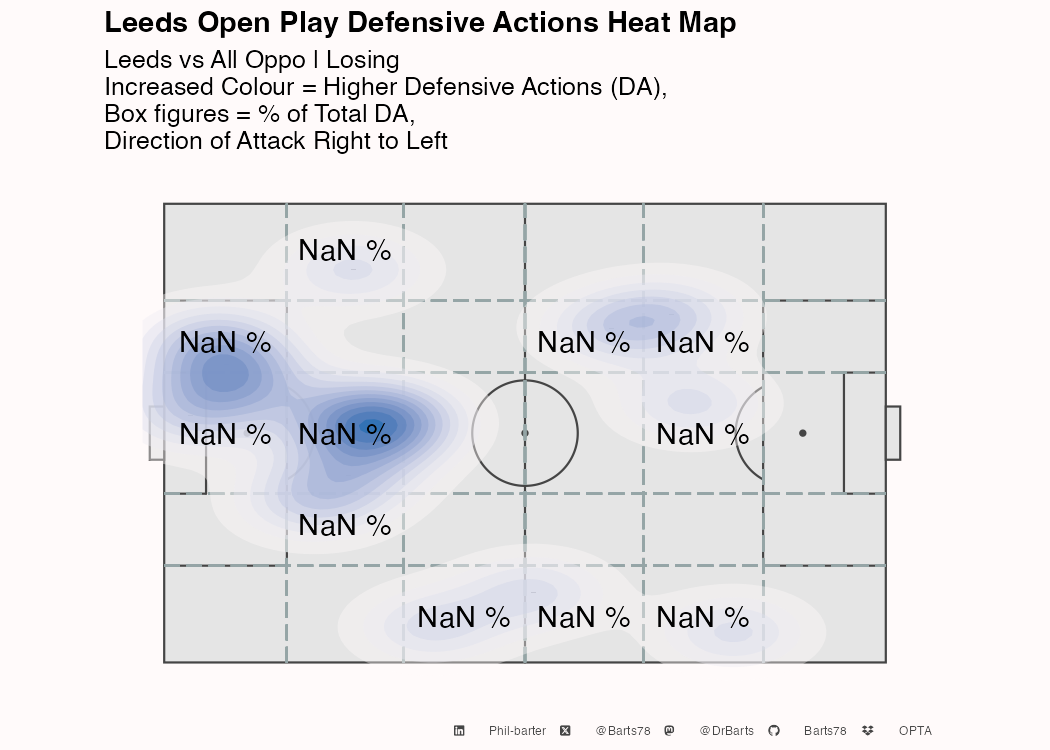 Leeds Open Play Defensive Actions Heat Map
Leeds vs All Oppo | Losing
Increased Colour = Higher Defensive Actions (DA),
Box figures = % of Total DA,
Direction of Attack Right to Left
NaN %
NaN % NaN % NaN %
NaN % NaN % NaN %
NaN %
NaN % NaN % NaN %
Phil-barter @Barts78 @DrBarts Barts78 OPTA